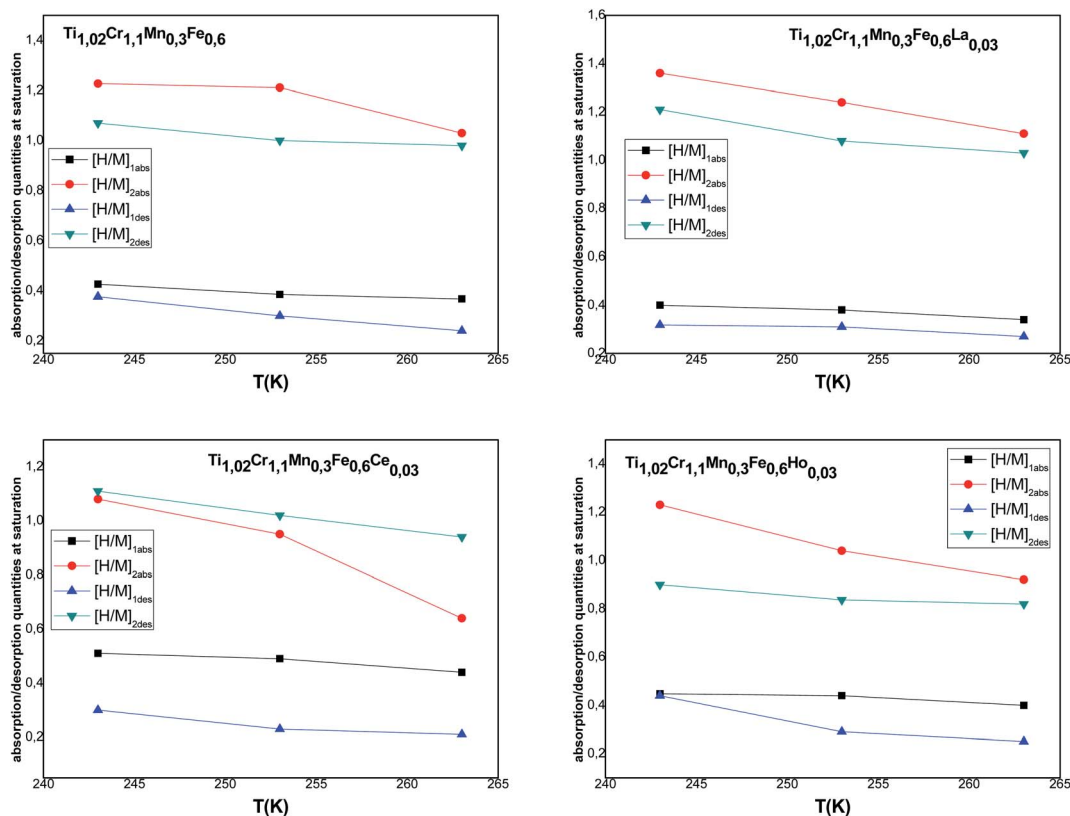 Ti1,02Cr1,1Mn0,3Fe0,6
absorption/desorption quantities at saturation
1,4
1,2
1,0
0,8
0,6
0,4
0,2
[H/M]1abs
[H/M]2abs
[H/M]1des
[H/M]2des
240
245
250
255
260
265
T(K)
Ti1,02Cr1,1Mn0,3Fe0,6La0,03
absorption/desorption quantities at saturation
1,6
1,4
1,2
1,0
0,8
0,6
0,4
0,2
[H/M]1abs
[H/M]2abs
[H/M]1des
[H/M]2des
240
245
250
255
260
265
T(K)
Ti1,02Cr1,1Mn0,3Fe0,6Ce0,03
absorption/desorption quantities at saturation
1,2
1,0
0,8
0,6
0,4
0,2
[H/M]1abs
[H/M]2abs
[H/M]1des
[H/M]2des
240
245
250
255
260
265
T(K)
Ti1,02Cr1,1Mn0,3Fe0,6Ho0,03
absorption/desorption quantities at saturation
1,4
1,2
1,0
0,8
0,6
0,4
0,2
[H/M]1abs
[H/M]2abs
[H/M]1des
[H/M]2des
240
245
250
255
260
265
T(K)